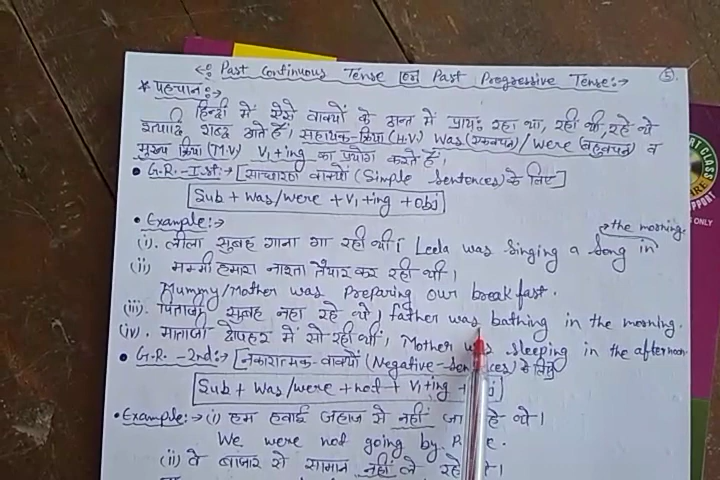 Past Continuous Tense या Past Progressive Tense:→ (5).
* पहचान:→
हिन्दी में ऐसे वाक्यों के अन्त में प्रायः रहा था, रही थी, रहे थे
इत्यादि शब्द आते हैं। सहायक-क्रिया (H.V.) Was (एकवचन)/Were (बहुवचन) व
मुख्य क्रिया (M.V) V₁+ing का प्रयोग करते हैं।
• G.R.-Ist:→ [साधारण वाक्यों (Simple Sentences) के लिए]
Sub + was/were + V₁ +ing + Obj
• Example:→
(i). लीला सुबह गाना गा रही थी। Leela was singing a song in the morning.
(ii) मम्मी हमारा नाश्ता तैयार कर रही थी।
Mummy/Mother was preparing our breakfast.
(iii). पिताजी सुबह नहा रहे थे। father was bathing in the morning.
(iv). माताजी दोपहर में सो रही थीं, Mother was sleeping in the afternoon
• G.R.-2nd:→ [नकारात्मक-वाक्यों (Negative-Sentences) के लिए
Sub + Was/were + not + V₁+ing +
• Example:→ (i) हम हवाई जहाज से नहीं थे।
We were not going by
(ii) वे बाजार से सामान नहीं ले रहे
ONLY